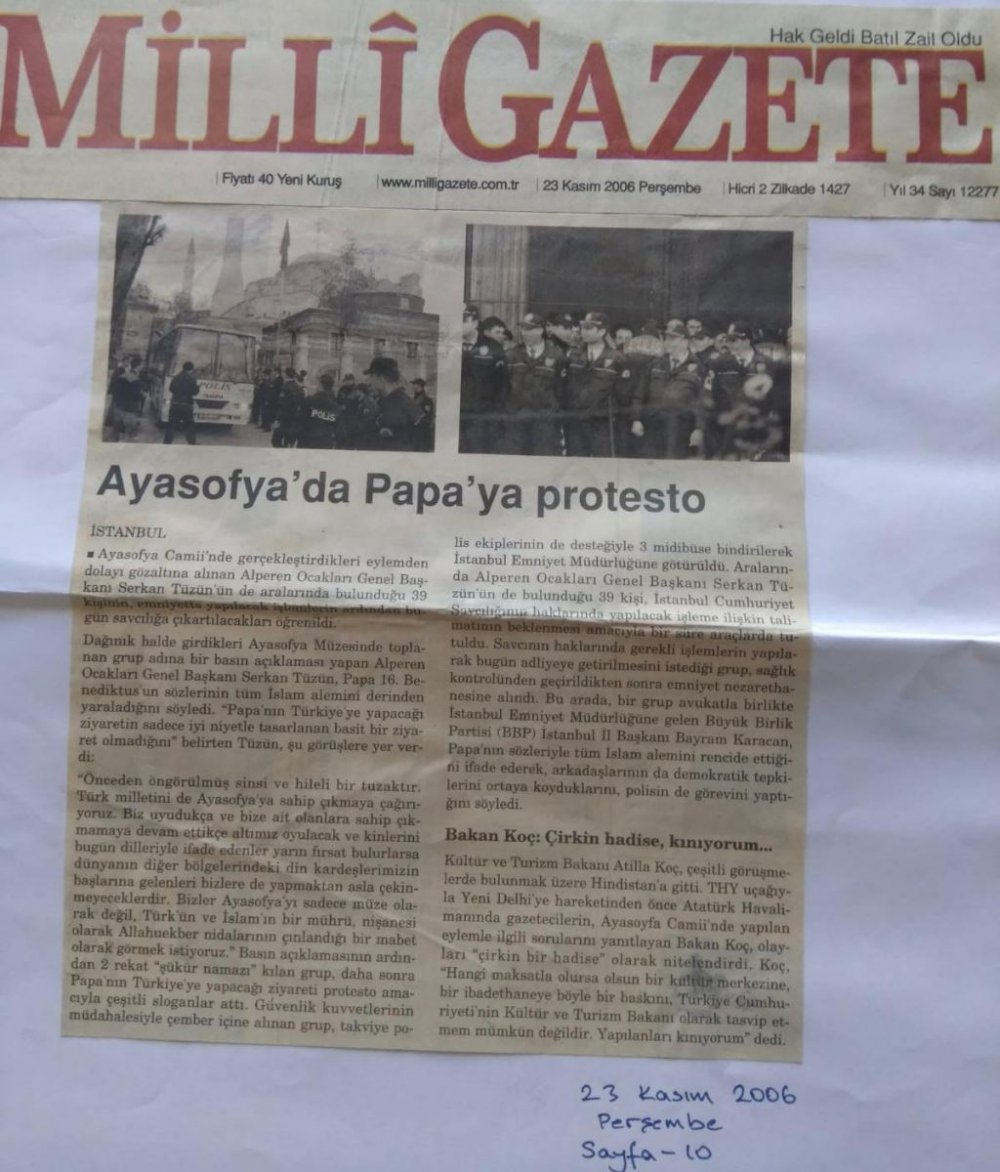 Hak Geldi Batıl Zail Oldu
MİLLÎ GAZETE
Fiyatı 40 Yeni Kuruş
www.milligazete.com.tr
23 Kasım 2006 Perşembe
Hicri 2 Zilkade 1427
Yıl 34 Sayı 12277
POLİS
POLİS
Ayasofya'da Papa'ya protesto
İSTANBUL
■ Ayasofya Camii'nde gerçekleştirdikleri eylemden
dolayı gözaltına alınan Alperen Ocakları Genel Baş-
kanı Serkan Tüzün'ün de aralarında bulunduğu 39
kişinin, emniyette yapılacak işlemlerin ardından bu-
gün savcılığa çıkartılacakları öğrenildi.
Dağınık halde girdikleri Ayasofya Müzesinde topla-
nan grup adına bir basın açıklaması yapan Alperen
Ocakları Genel Başkanı Serkan Tüzün, Papa 16. Be-
nediktus'un sözlerinin tüm İslam alemini derinden
yaraladığını söyledi. "Papa'nın Türkiye'ye yapacağı
ziyaretin sadece iyi niyetle tasarlanan basit bir ziya-
ret olmadığını" belirten Tüzün, şu görüşlere yer ver-
di:
"Önceden öngörülmüş sinsi ve hileli bir tuzaktır.
Türk milletini de Ayasofya'ya sahip çıkmaya çağırı-
yoruz. Biz uyudukça ve bize ait olanlara sahip çık-
mamaya devam ettikçe altımız oyulacak ve kinlerini
bugün dilleriyle ifade edenler yarın fırsat bulurlarsa
dünyanın diğer bölgelerindeki din kardeşlerimizin
başlarına gelenleri bizlere de yapmaktan asla çekin-
meyeceklerdir. Bizler Ayasofya'yı sadece müze ola-
rak değil, Türk'ün ve İslam'ın bir mührü, nişanesi
olarak Allahuekber nidalarının çınlandığı bir mabet
olarak görmek istiyoruz." Basın açıklamasının ardın-
dan 2 rekat "şükür namazı" kılan grup, daha sonra
Papa'nın Türkiye'ye yapacağı ziyareti protesto ama-
cıyla çeşitli sloganlar attı. Güvenlik kuvvetlerinin
müdahalesiyle çember içine alınan grup, takviye po-
lis ekiplerinin de desteğiyle 3 midibüse bindirilerek
İstanbul Emniyet Müdürlüğüne götürüldü. Araların-
da Alperen Ocakları Genel Başkanı Serkan Tü-
zün'ün de bulunduğu 39 kişi, İstanbul Cumhuriyet
Savcılığının haklarında yapılacak işleme ilişkin tali-
matının beklenmesi amacıyla bir süre araçlarda tu-
tuldu. Savcının haklarında gerekli işlemlerin yapıla-
rak bugün adliyeye getirilmesini istediği grup, sağlık
kontrolünden geçirildikten sonra emniyet nezaretha-
nesine alındı. Bu arada, bir grup avukatla birlikte
İstanbul Emniyet Müdürlüğüne gelen Büyük Birlik
Partisi (BBP) İstanbul İl Başkanı Bayram Karacan,
Papa'nın sözleriyle tüm İslam alemini rencide ettiği-
ni ifade ederek, arkadaşlarının da demokratik tepki-
lerini ortaya koyduklarını, polisin de görevini yaptı-
ğını söyledi.
Bakan Koç: Çirkin hadise, kınıyorum...
Kültür ve Turizm Bakanı Atilla Koç, çeşitli görüşme-
lerde bulunmak üzere Hindistan'a gitti. THY uçağıy-
la Yeni Delhi'ye hareketinden önce Atatürk Havali-
manında gazetecilerin, Ayasoyfa Camii'nde yapılan
eylemle ilgili sorularını yanıtlayan Bakan Koç, olay-
ları "çirkin bir hadise" olarak nitelendirdi. Koç,
"Hangi maksatla olursa olsun bir kültür merkezine,
bir ibadethaneye böyle bir baskını, Türkiye Cumhu-
riyeti'nin Kültür ve Turizm Bakanı olarak tasvip et-
mem mümkün değildir. Yapılanları kınıyorum" dedi.
23 Kasım 2006
Perşembe
Sayfa-10